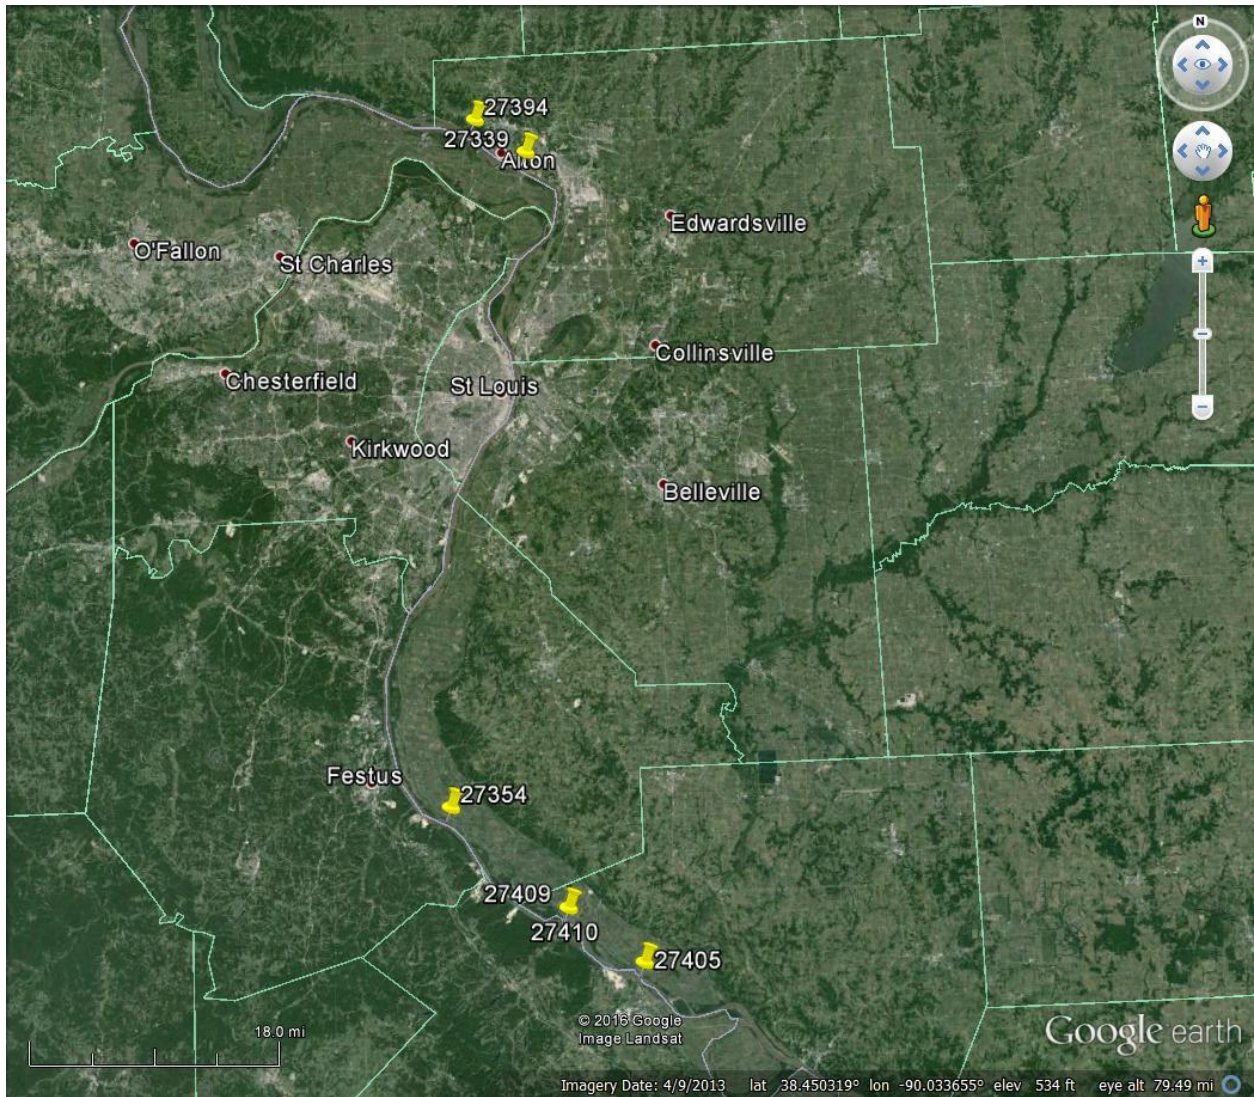 N
27394
27339
Alton
Edwardsville
O'Fallon
St Charles
Collinsville
Chesterfield
St Louis
Kirkwood
Belleville
Festus
27354
27409
27410
27405
© 2016 Google
Image Landsat
18.0 mi
Google earth
Imagery Date: 4/9/2013 lat 38.450319° lon -90.033655° elev 534 ft eye alt 79.49 mi